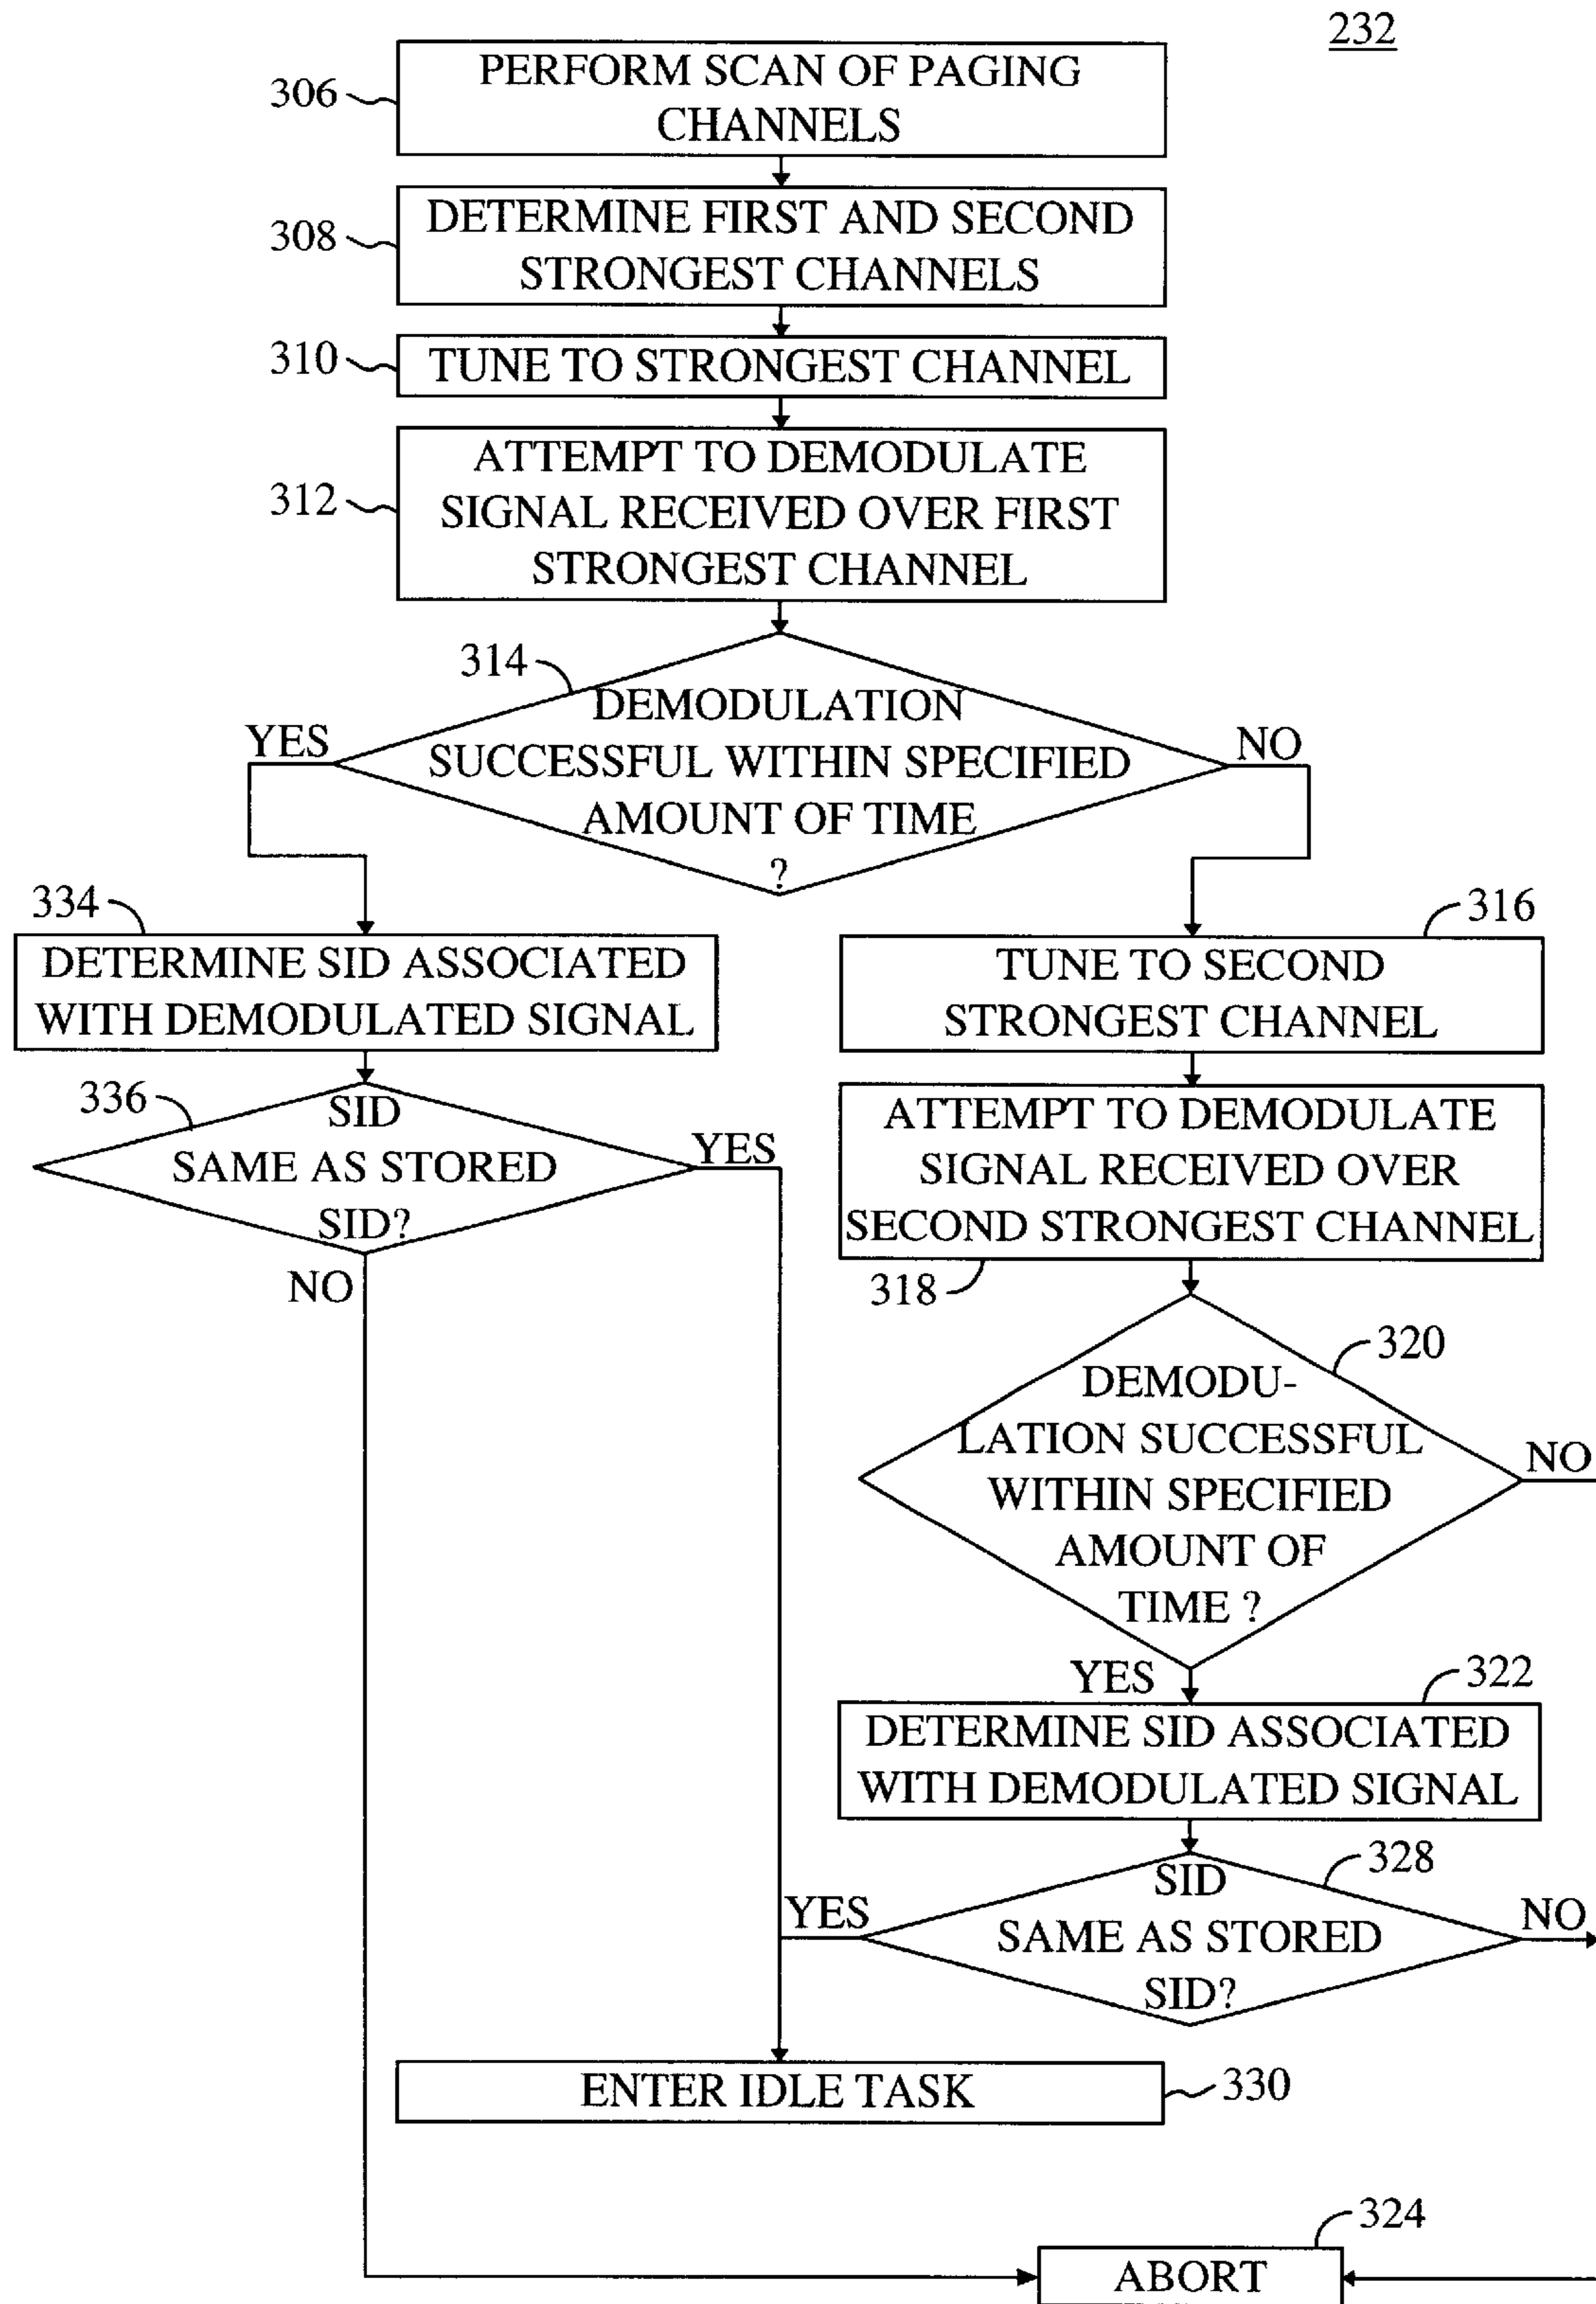 232
306
PERFORM SCAN OF PAGING
CHANNELS
308
DETERMINE FIRST AND SECOND
STRONGEST CHANNELS
310
TUNE TO STRONGEST CHANNEL
312
ATTEMPT TO DEMODULATE
SIGNAL RECEIVED OVER FIRST
STRONGEST CHANNEL
314
DEMODULATION
SUCCESSFUL WITHIN SPECIFIED
AMOUNT OF TIME
?
YES
NO
334
DETERMINE SID ASSOCIATED
WITH DEMODULATED SIGNAL
336
SID
SAME AS STORED
SID?
YES
NO
316
TUNE TO SECOND
STRONGEST CHANNEL
ATTEMPT TO DEMODULATE
SIGNAL RECEIVED OVER
SECOND STRONGEST CHANNEL
318
320
DEMODU-
LATION SUCCESSFUL
WITHIN SPECIFIED
AMOUNT OF
TIME ?
NO
YES
322
DETERMINE SID ASSOCIATED
WITH DEMODULATED SIGNAL
328
SID
SAME AS STORED
SID?
YES
NO
ENTER IDLE TASK
330
324
ABORT